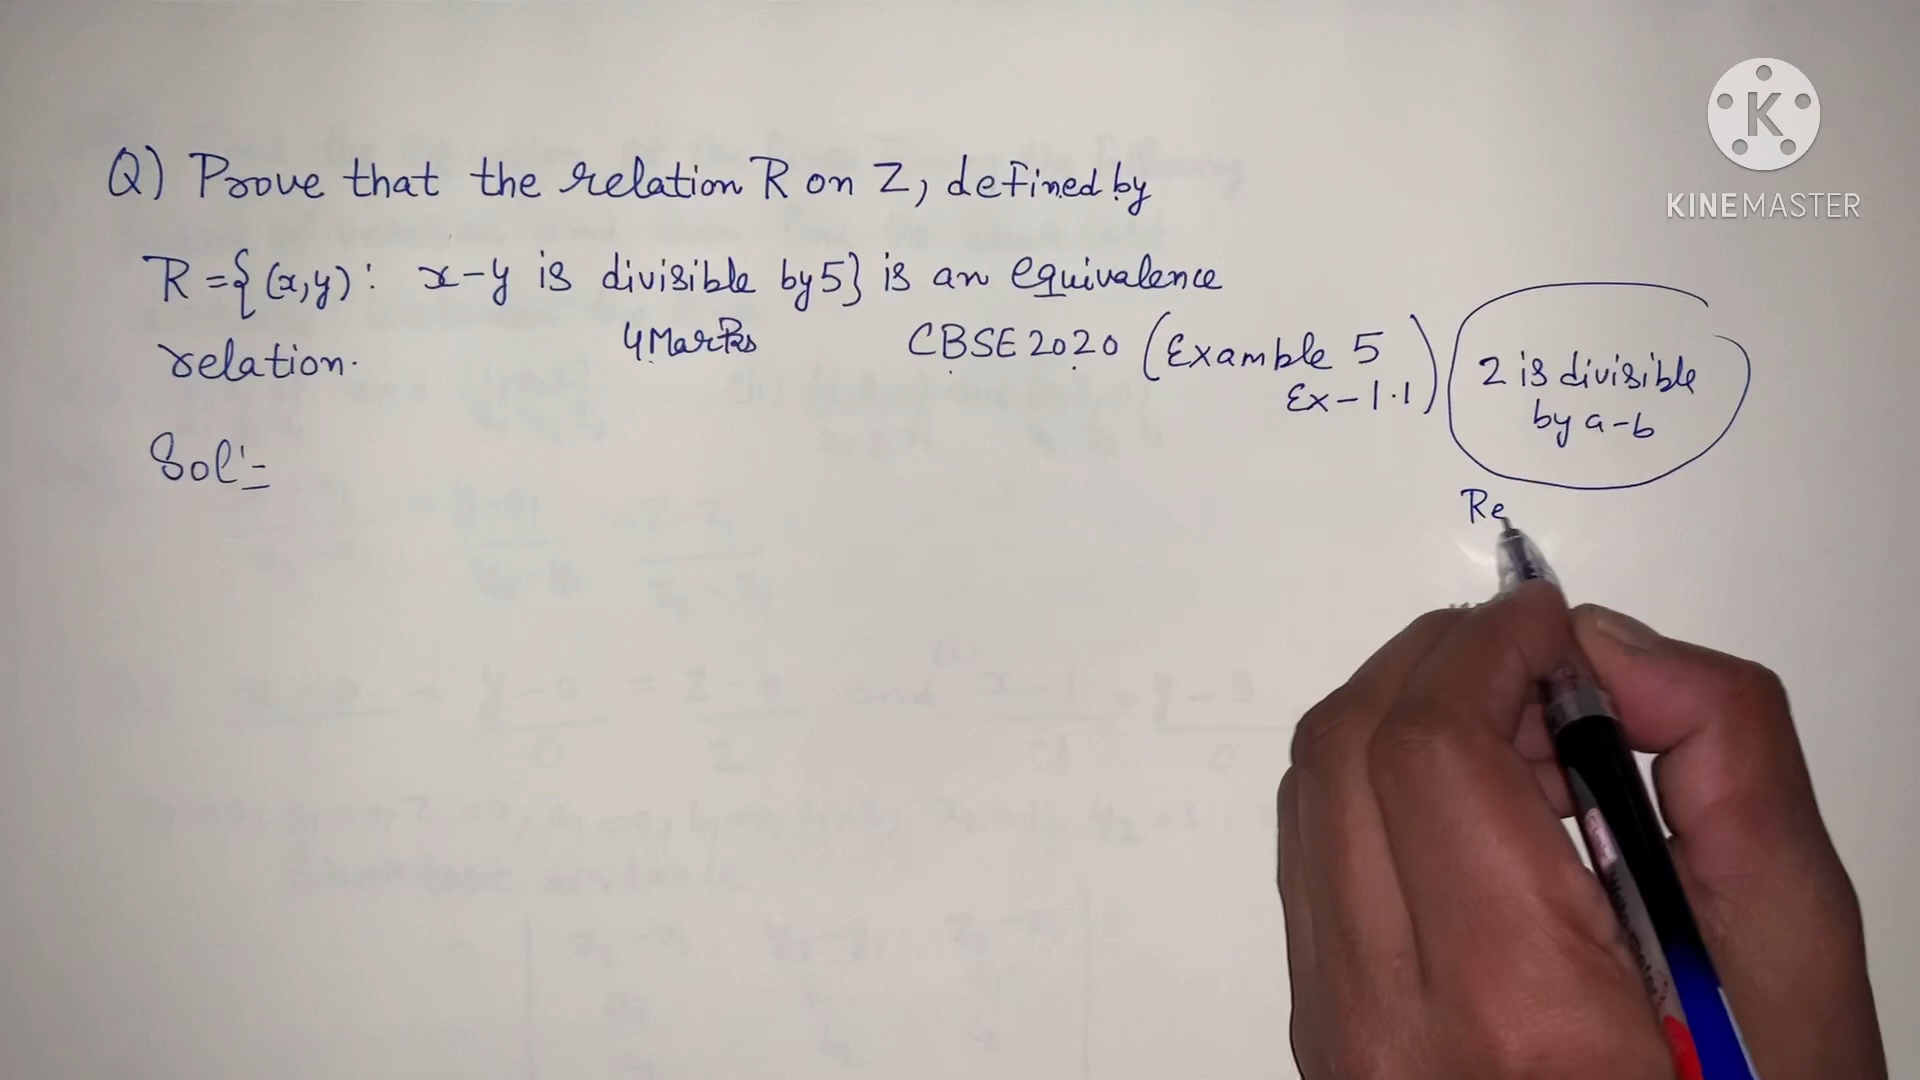 Q) Prove that the relation R on Z, defined by
R = {(x,y) : x-y is divisible by 5} is an equivalence
relation.
4 Marks
CBSE 2020 (Examble 5
Ex-1.1)
2 is divisible
by a-b
Sol:-
Re
K
KINEMASTER